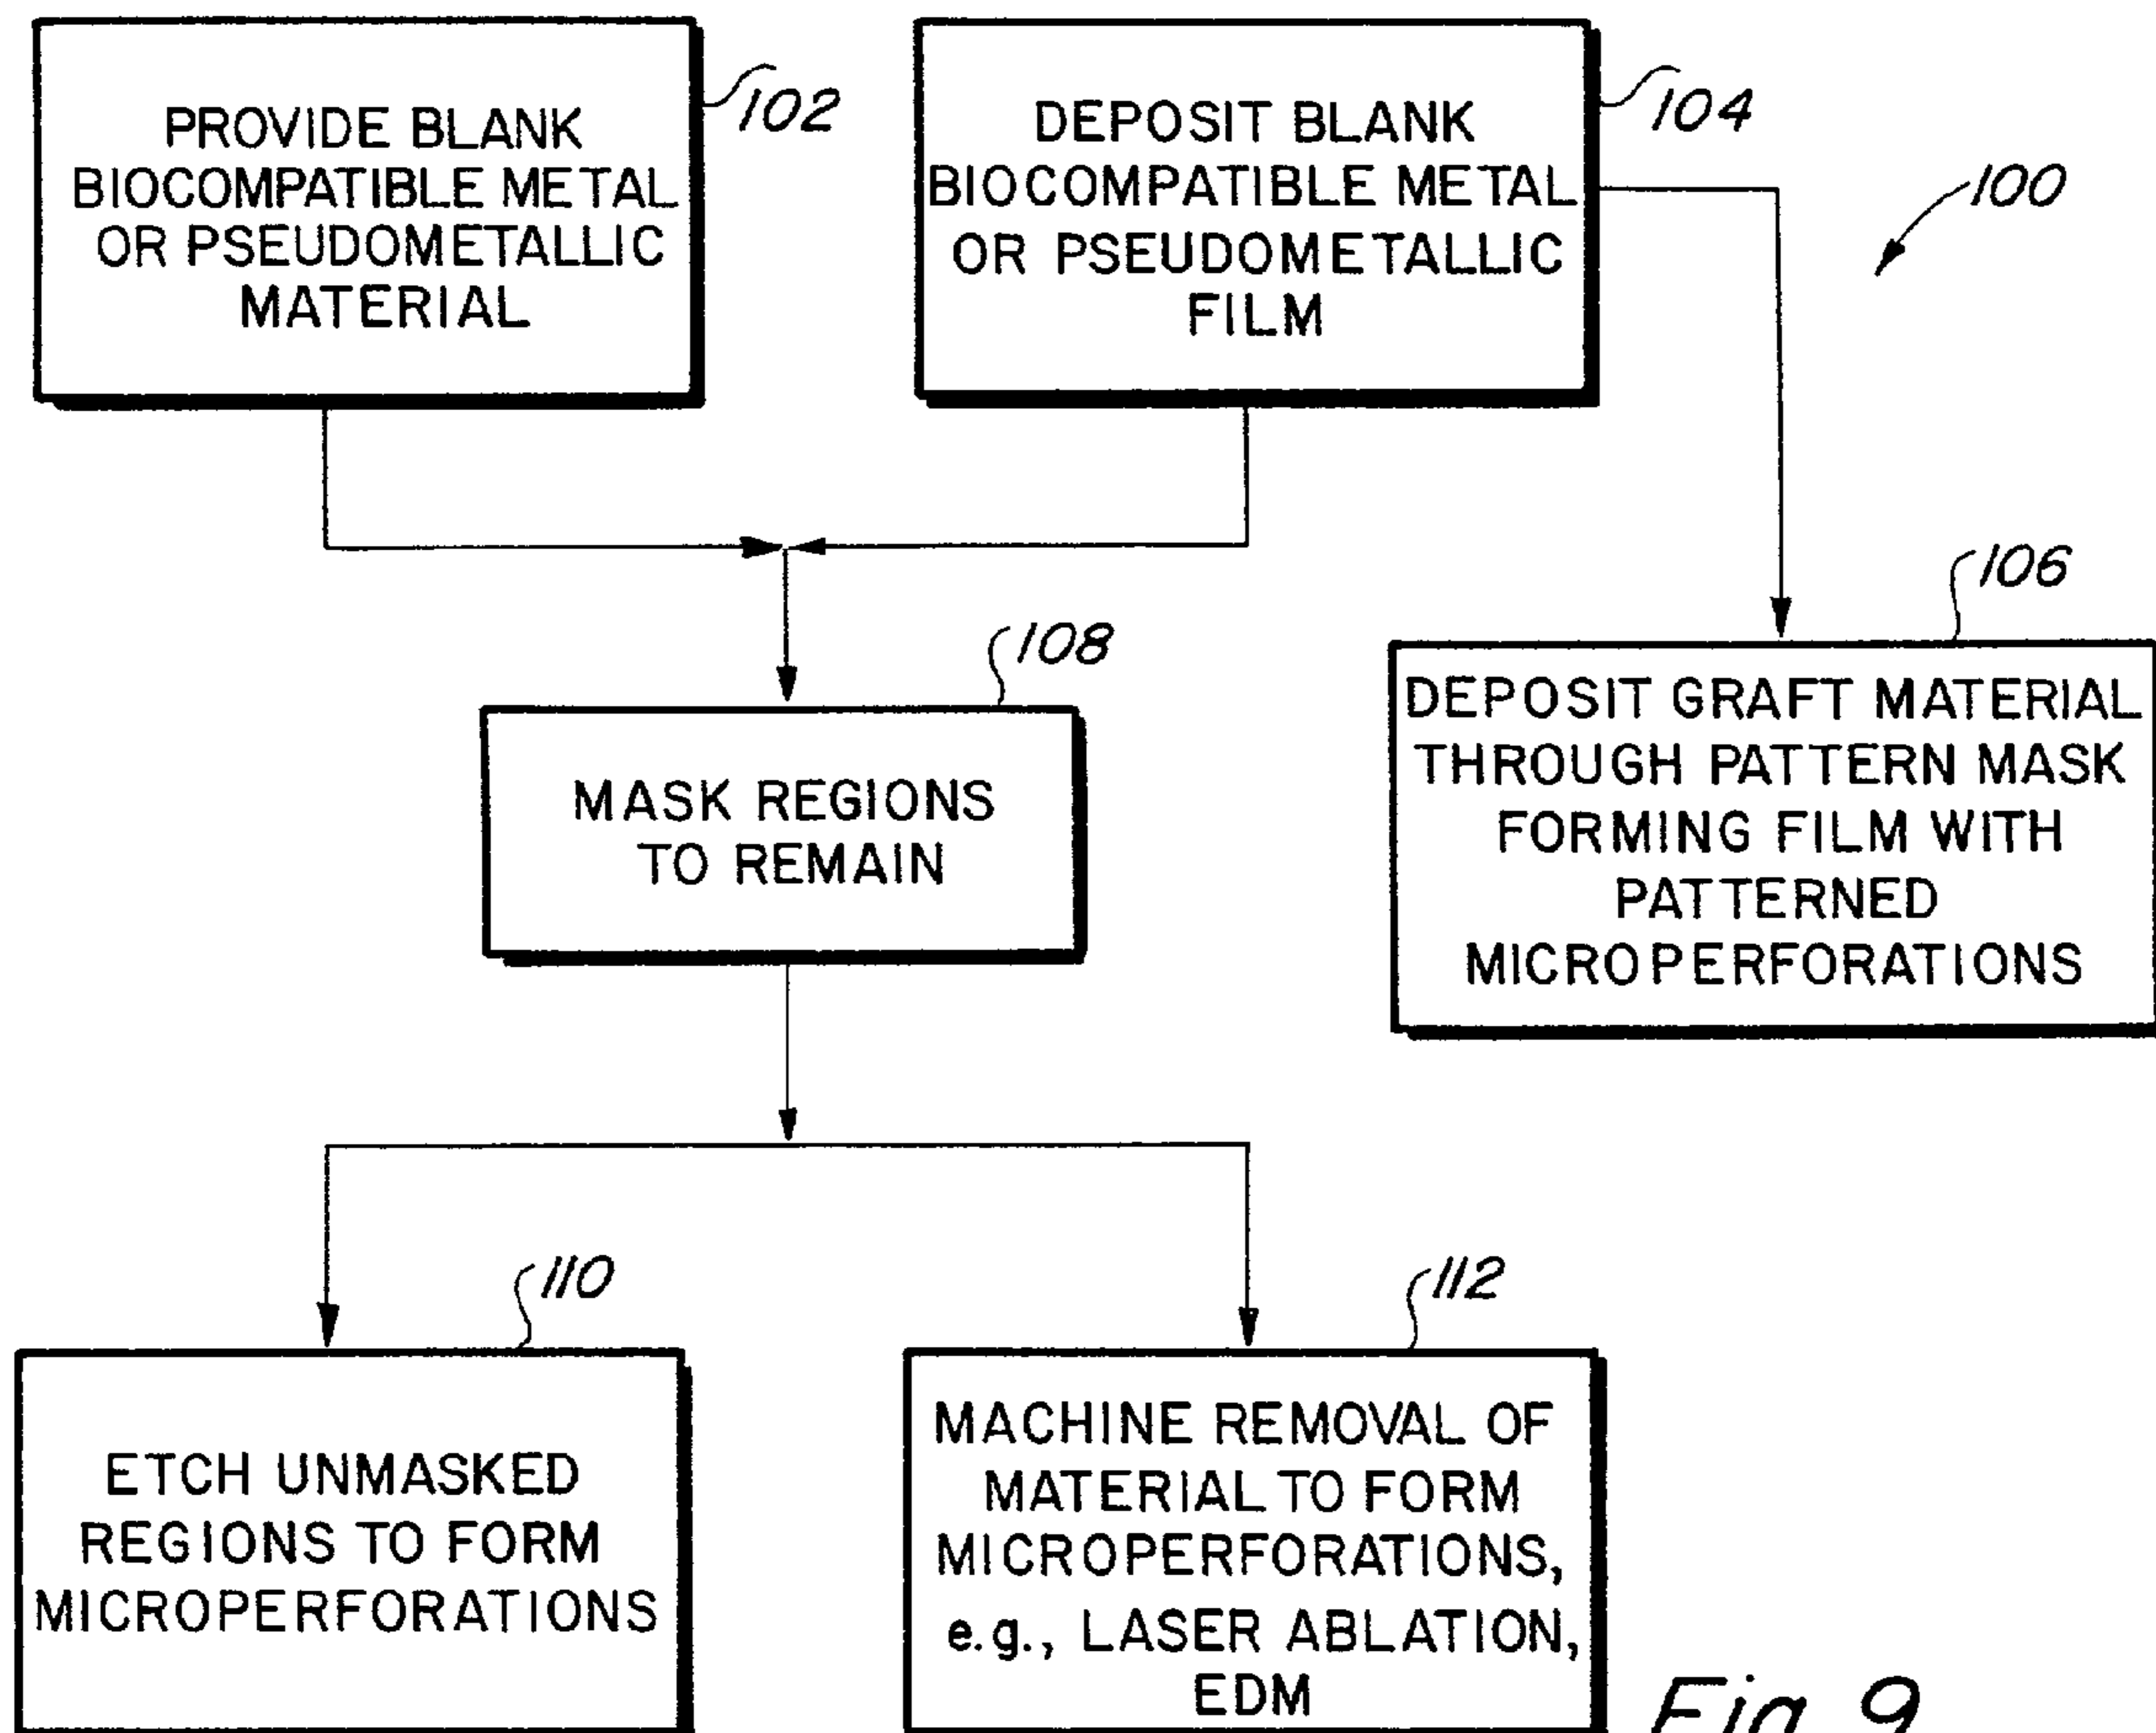 PROVIDE BLANK
BIOCOMPATIBLE METAL
OR PSEUDOMETALLIC
MATERIAL
102
DEPOSIT BLANK
BIOCOMPATIBLE METAL
OR PSEUDOMETALLIC
FILM
104
100
106
DEPOSIT GRAFT MATERIAL
THROUGH PATTERN MASK
FORMING FILM WITH
PATTERNED
MICROPERFORATIONS
108
MASK REGIONS
TO REMAIN
110
ETCH UNMASKED
REGIONS TO FORM
MICROPERFORATIONS
112
MACHINE REMOVAL OF
MATERIAL TO FORM
MICROPERFORATIONS,
e.g., LASER ABLATION,
EDM
Fig. 9